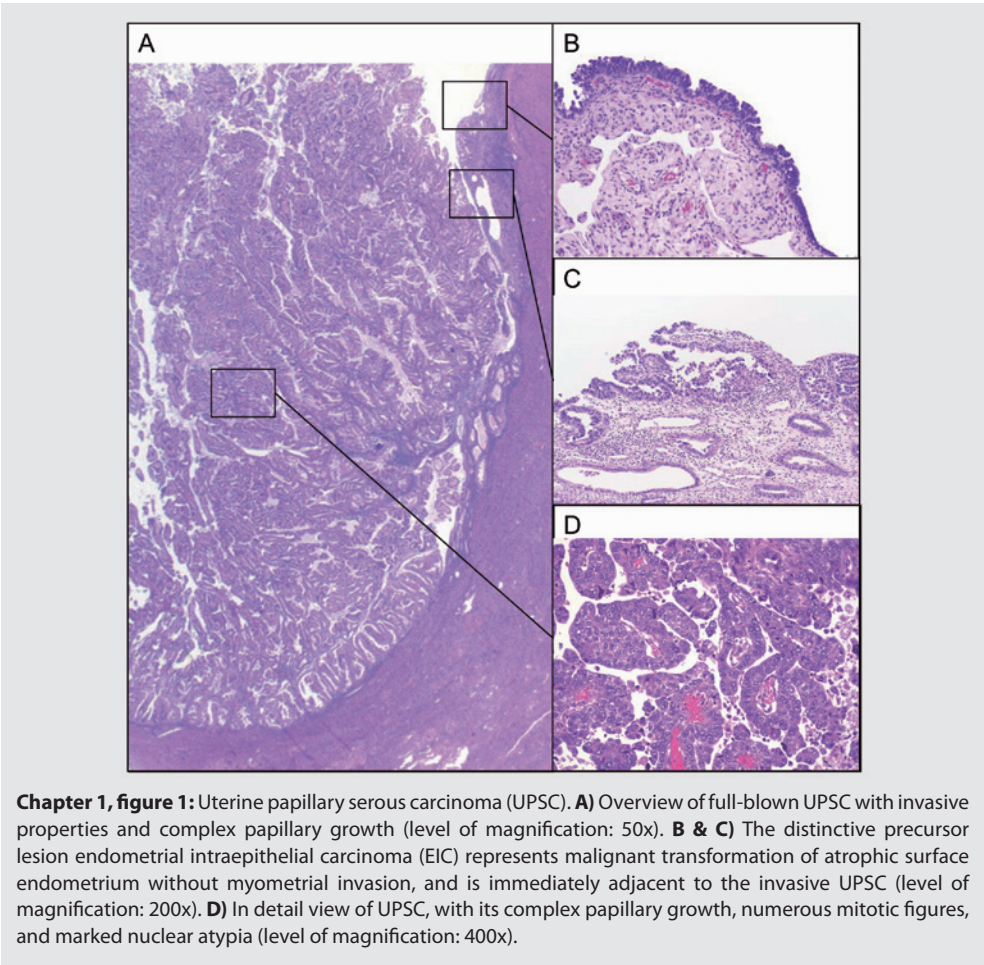 A
B
C
D
Chapter 1, figure 1: Uterine papillary serous carcinoma (UPSC). A) Overview of full-blown UPSC with invasive
properties and complex papillary growth (level of magnification: 50x). B & C) The distinctive precursor
lesion endometrial intraepithelial carcinoma (EIC) represents malignant transformation of atrophic surface
endometrium without myometrial invasion, and is immediately adjacent to the invasive UPSC (level of
magnification: 200x). D) In detail view of UPSC, with its complex papillary growth, numerous mitotic figures,
and marked nuclear atypia (level of magnification: 400x).